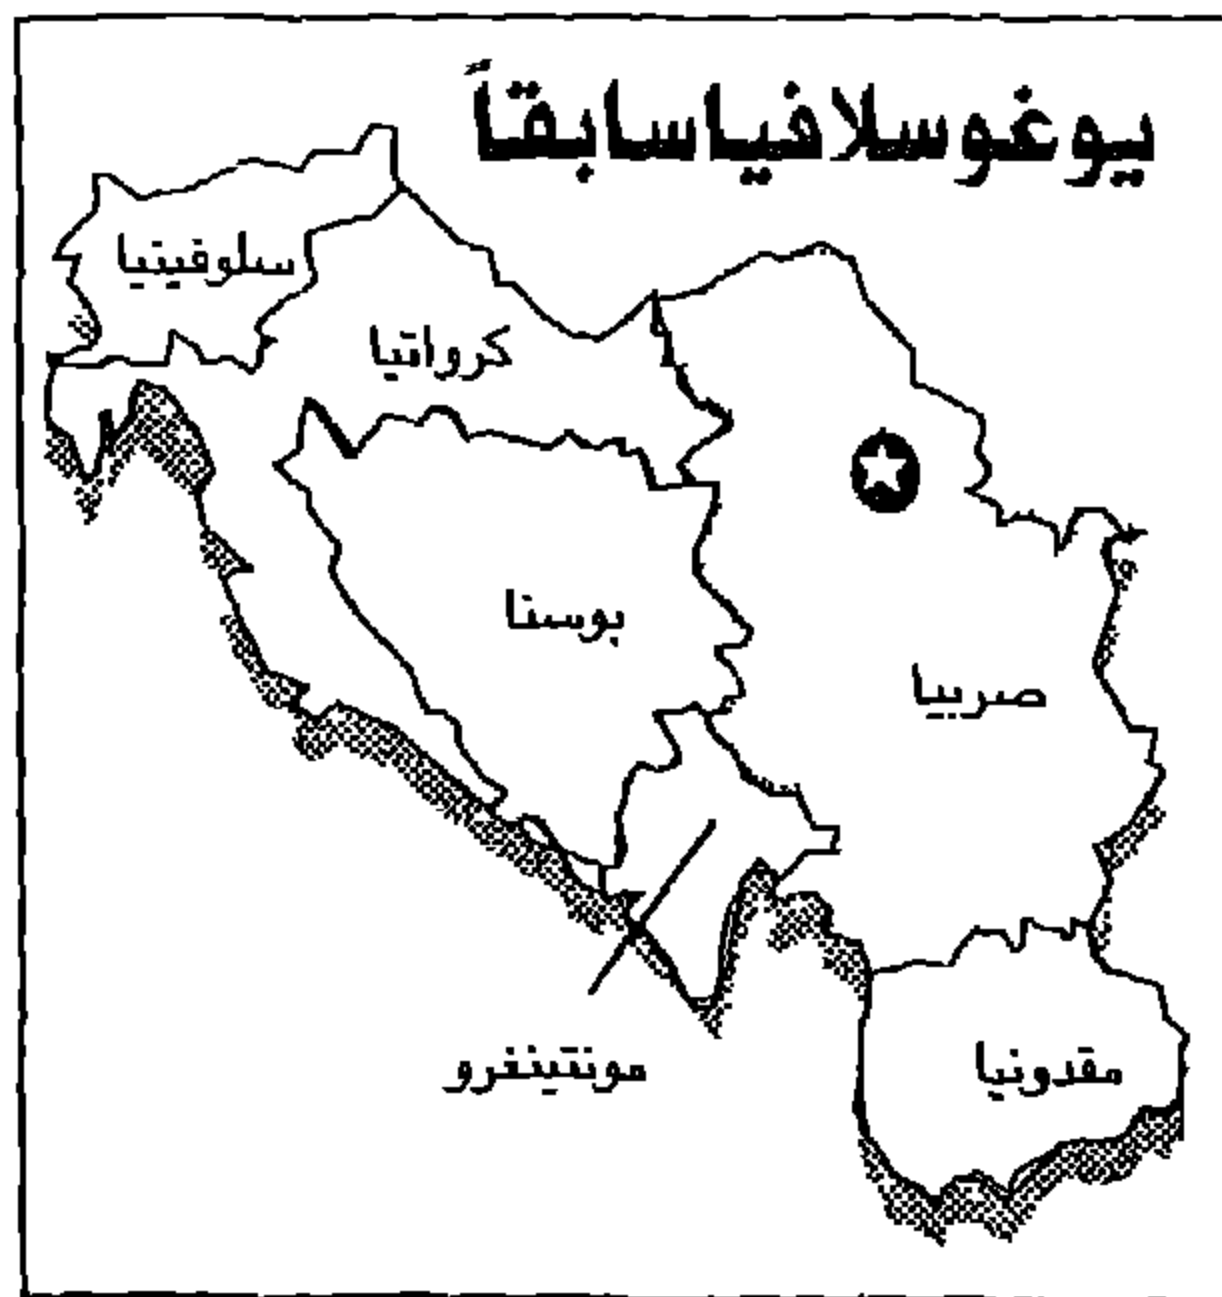 يوغوسلافيا سابقاً
سلوفينيا
كرواتيا
بوسنا
صربيا
مونتينغرو
مقدونيا